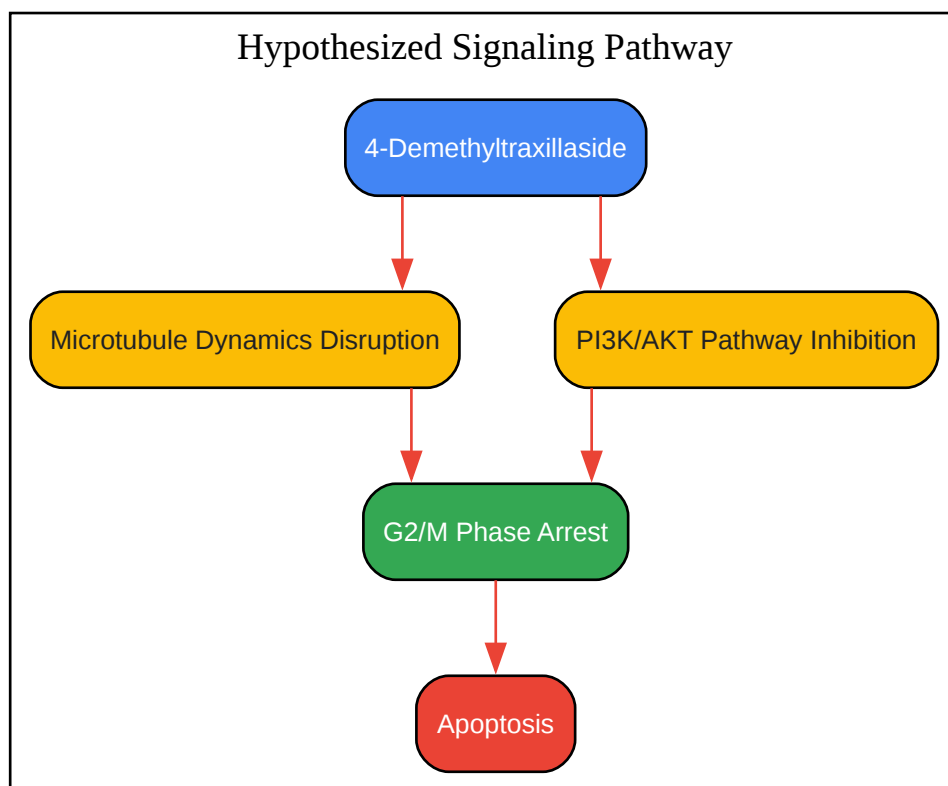 Hypothesized Signaling Pathway
4-Demethyltraxillaside
Microtubule Dynamics Disruption
PI3K/AKT Pathway Inhibition
G2/M Phase Arrest
Apoptosis